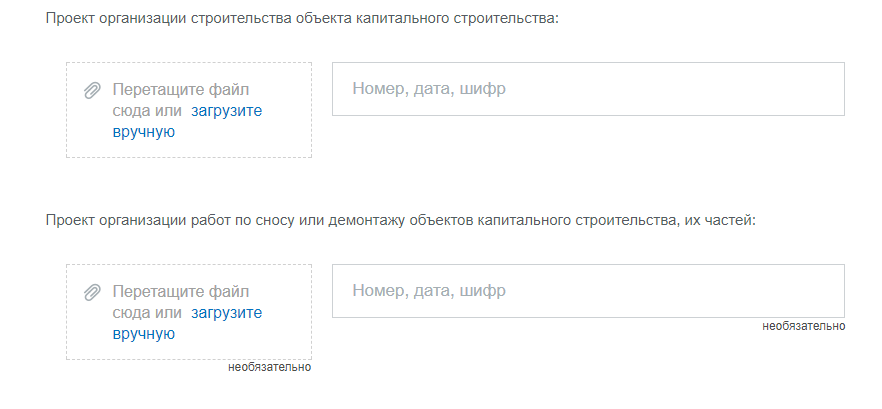 Проект организации строительства объекта капитального строительства:
Перетащите файл
сюда или загрузите
вручную
Номер, дата, шифр
Проект организации работ по сносу или демонтажу объектов капитального строительства, их частей:
Перетащите файл
сюда или загрузите
вручную
необязательно
Номер, дата, шифр
необязательно